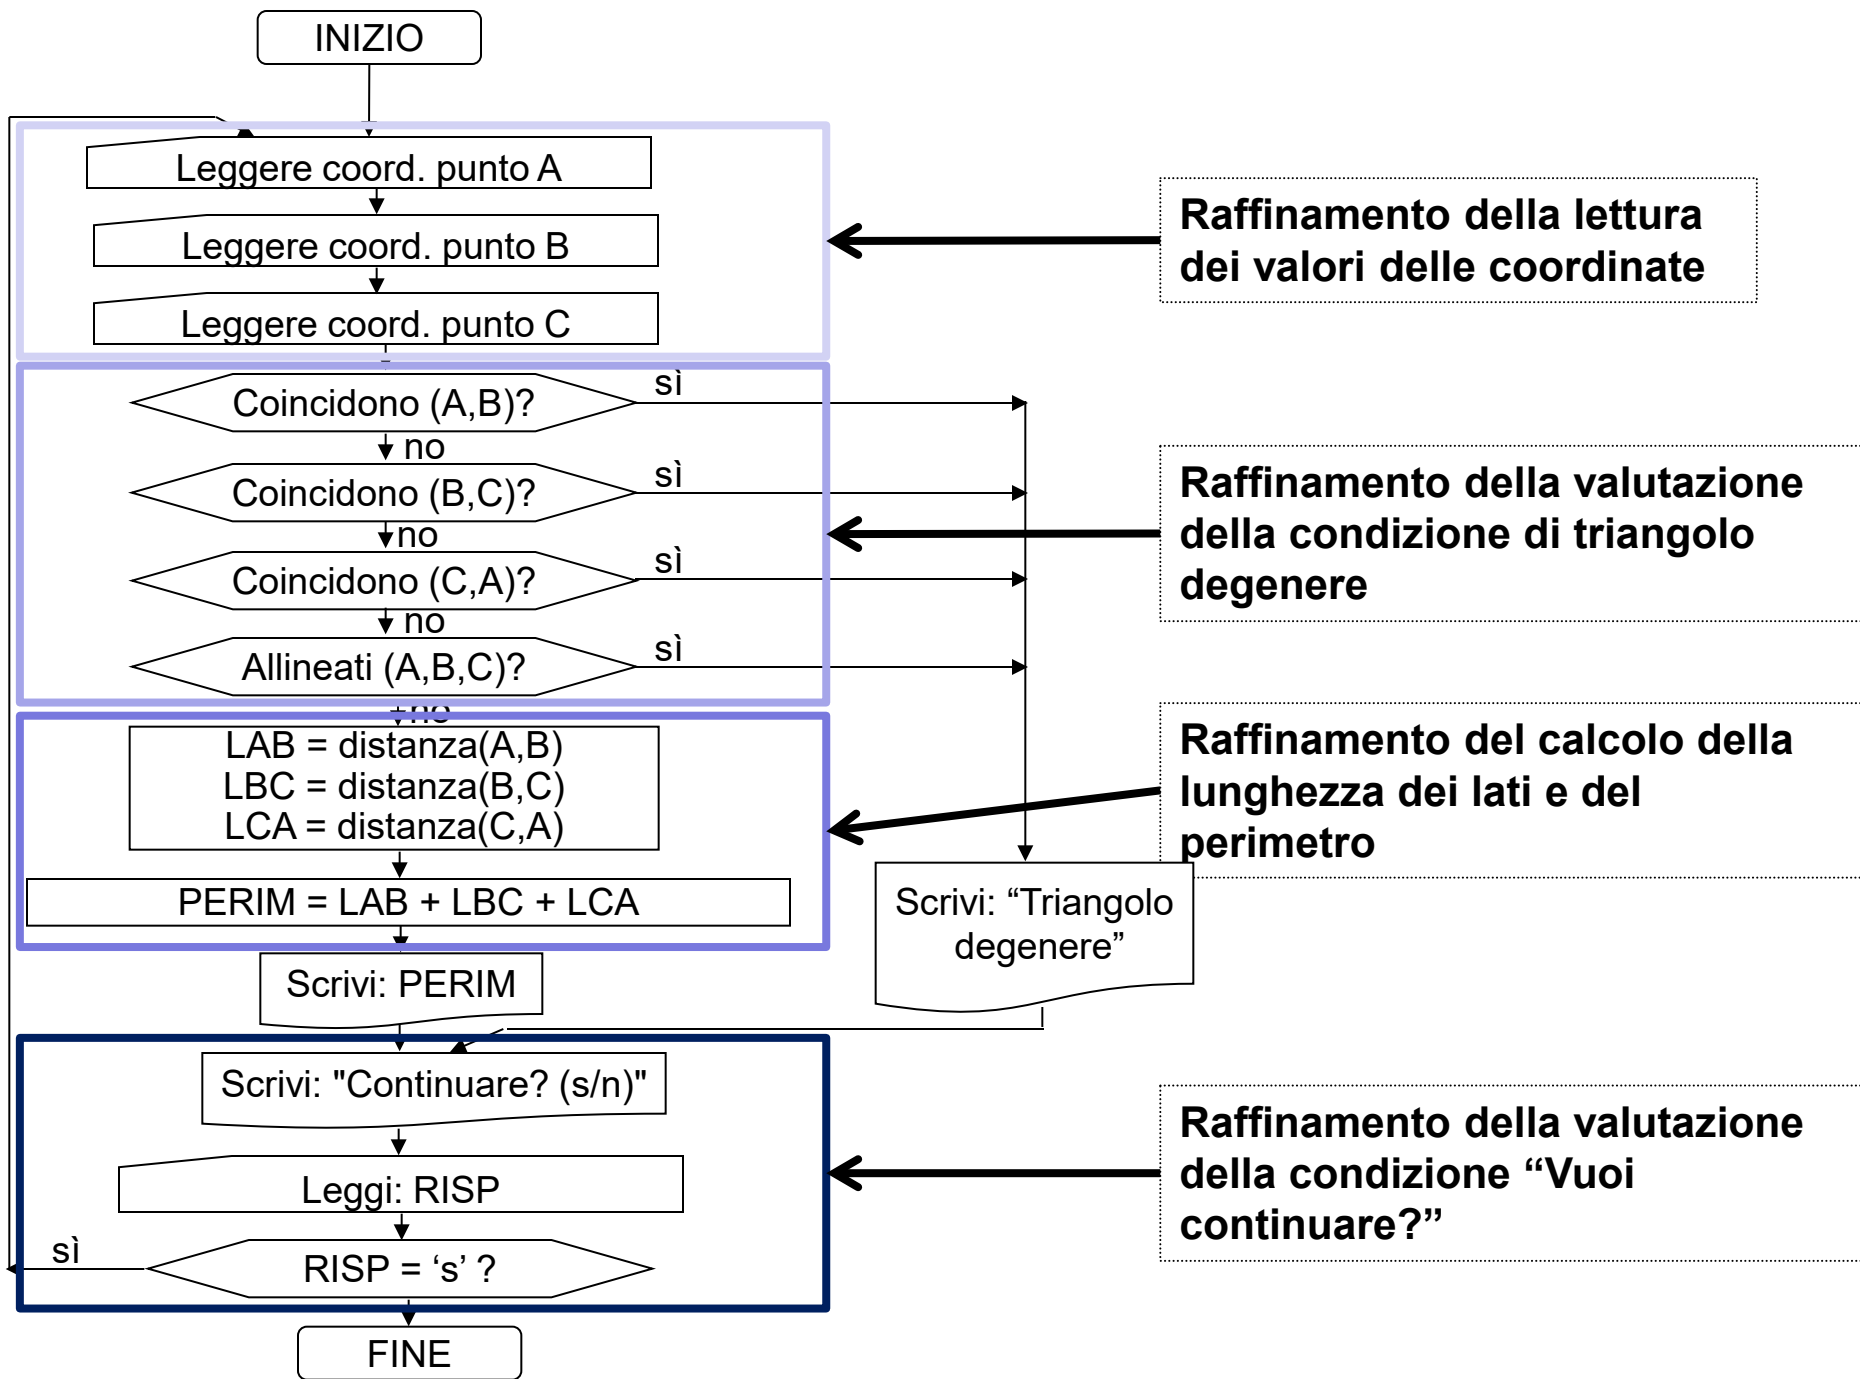 INIZIO
Leggere coord. punto A
Leggere coord. punto B
Leggere coord. punto C
Raffinamento della lettura
dei valori delle coordinate
Coincidono (A,B)?
sì
no
Coincidono (B,C)?
sì
no
Coincidono (C,A)?
sì
no
Allineati (A,B,C)?
sì
no
Raffinamento della valutazione
della condizione di triangolo
degenere
LAB = distanza(A,B)
LBC = distanza(B,C)
LCA = distanza(C,A)
PERIM = LAB + LBC + LCA
Raffinamento del calcolo della
lunghezza dei lati e del
perimetro
Scrivi: “Triangolo
degenere”
Scrivi: PERIM
Scrivi: "Continuare? (s/n)"
Leggi: RISP
RISP = ‘s’ ?
sì
Raffinamento della valutazione
della condizione “Vuoi
continuare?”
FINE